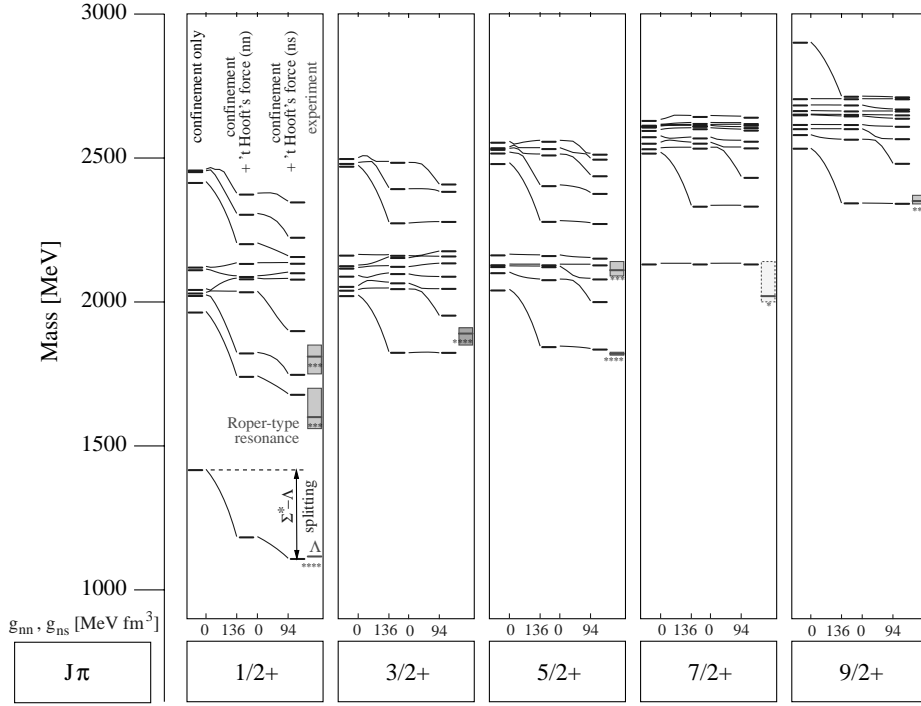 3000
2500
2000
1500
1000
Mass [MeV]
confinement only
confinement
+ 't Hooft's force (nn)
confinement
+ 't Hooft's force (ns)
experiment
***
***
Roper-type
resonance
Σ*−Λ
splitting
Λ
****
****
***
****
*
**
g_nn , g_ns [MeV fm³]
0 136 0 94
0 136 0 94
0 136 0 94
0 136 0 94
0 136 0 94
Jπ
1/2+
3/2+
5/2+
7/2+
9/2+